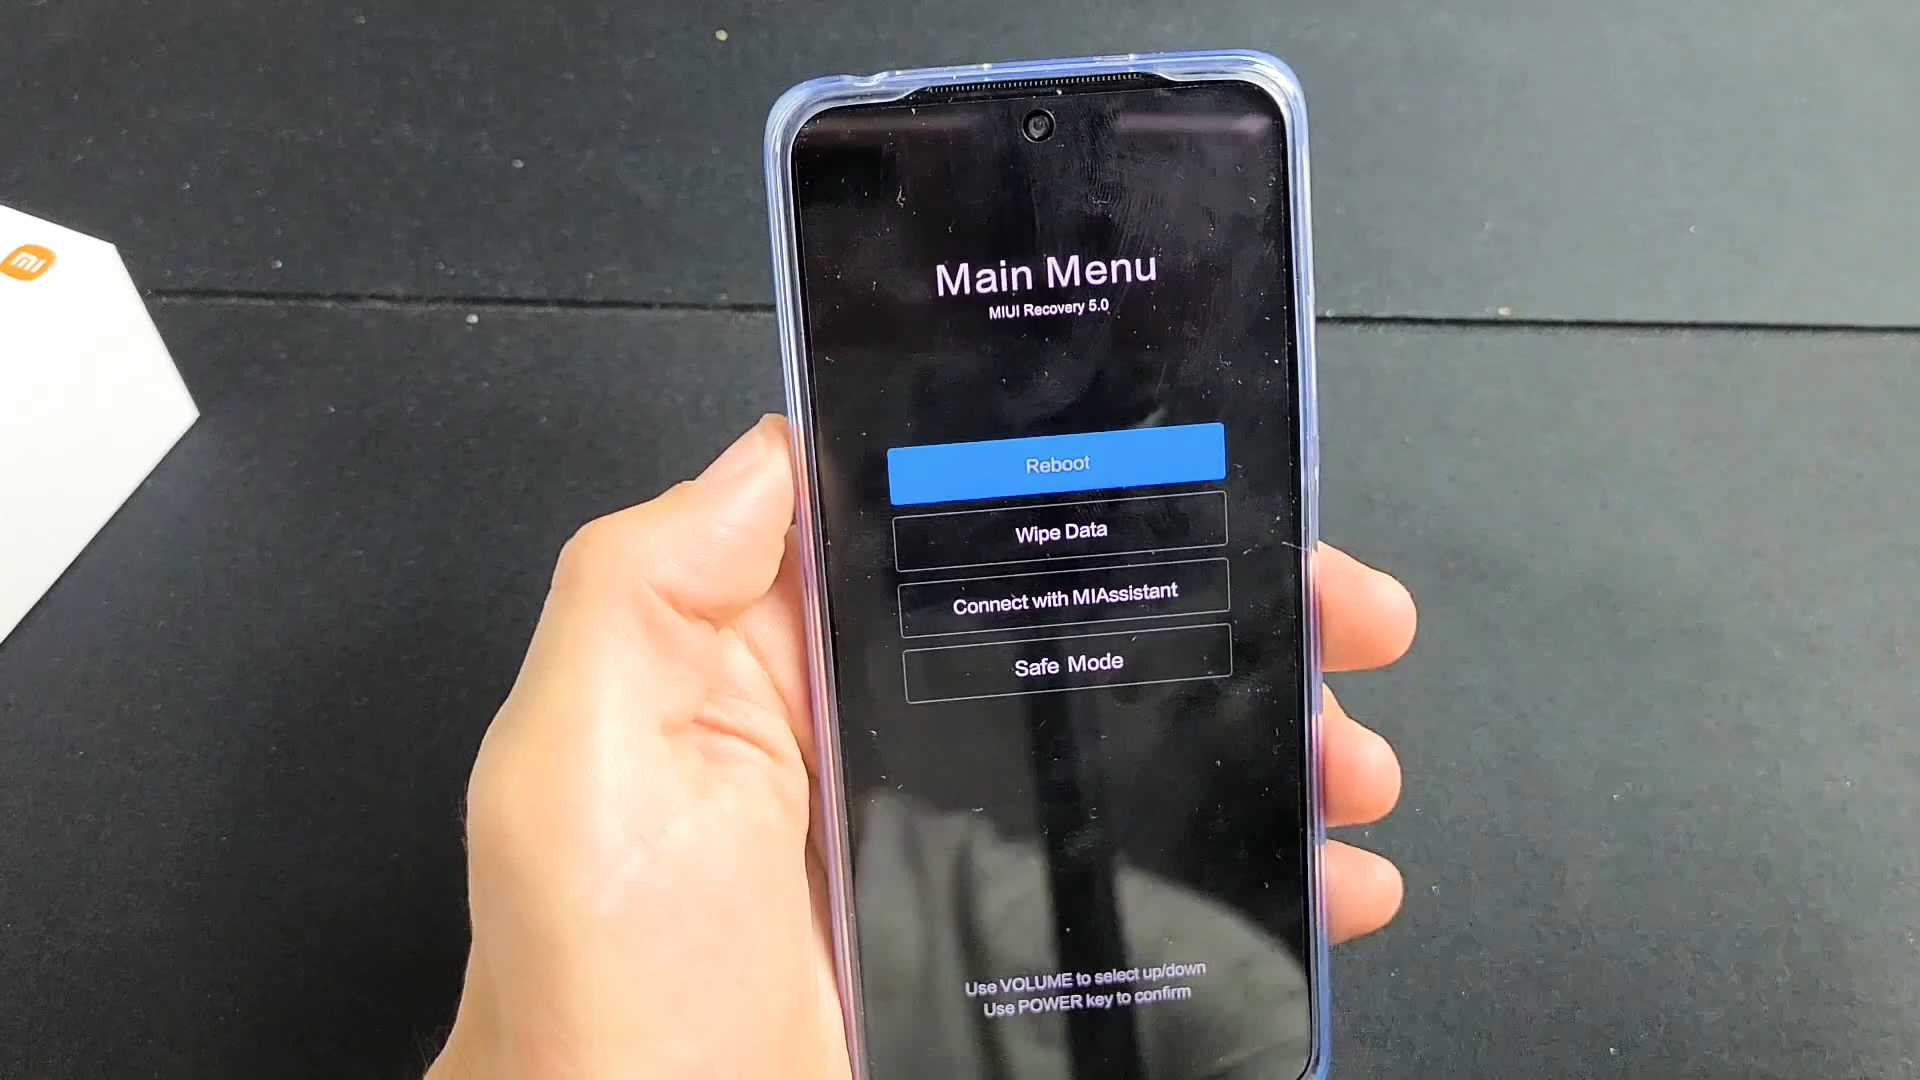 mi
Main Menu
MIUI Recovery 5.0
Reboot
Wipe Data
Connect with MIAssistant
Safe Mode
Use VOLUME to select up/down
Use POWER key to confirm